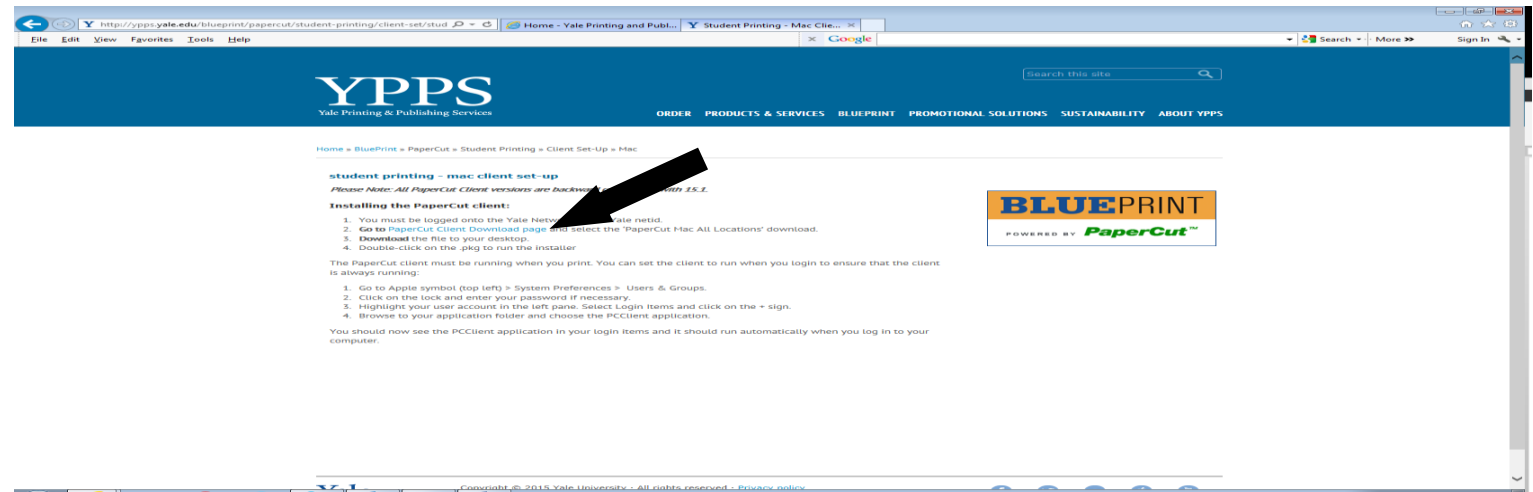 http://ypps.yale.edu/blueprint/papercut/student-printing/client-set/stud
Home - Yale Printing and Publ...
Student Printing - Mac Clie...
File Edit View Favorites Tools Help
Google
Search
More »
Sign In
YPPS
Yale Printing & Publishing Services
Search this site
ORDER PRODUCTS & SERVICES BLUEPRINT PROMOTIONAL SOLUTIONS SUSTAINABILITY ABOUT YPPS
Home » BluePrint » PaperCut » Student Printing » Client Set-Up » Mac
student printing - mac client set-up
Please Note: All PaperCut Client versions are backward with 15.1.
Installing the PaperCut client:
1. You must be logged onto the Yale Yale netid.
2. Go to PaperCut Client Download page and select the 'PaperCut Mac All Locations' download.
3. Download the file to your desktop.
4. Double-click on the .pkg to run the installer
The PaperCut client must be running when you print. You can set the client to run when you login to ensure that the client
is always running:
1. Go to Apple symbol (top left) > System Preferences > Users & Groups.
2. Click on the lock and enter your password if necessary.
3. Highlight your user account in the left pane. Select Login Items and click on the + sign.
4. Browse to your application folder and choose the PCClient application.
You should now see the PCClient application in your login items and it should run automatically when you log in to your
computer.
BLUEPRINT
POWERED BY PaperCut™
Yale
Copyright © 2015 Yale University · All rights reserved · Privacy policy